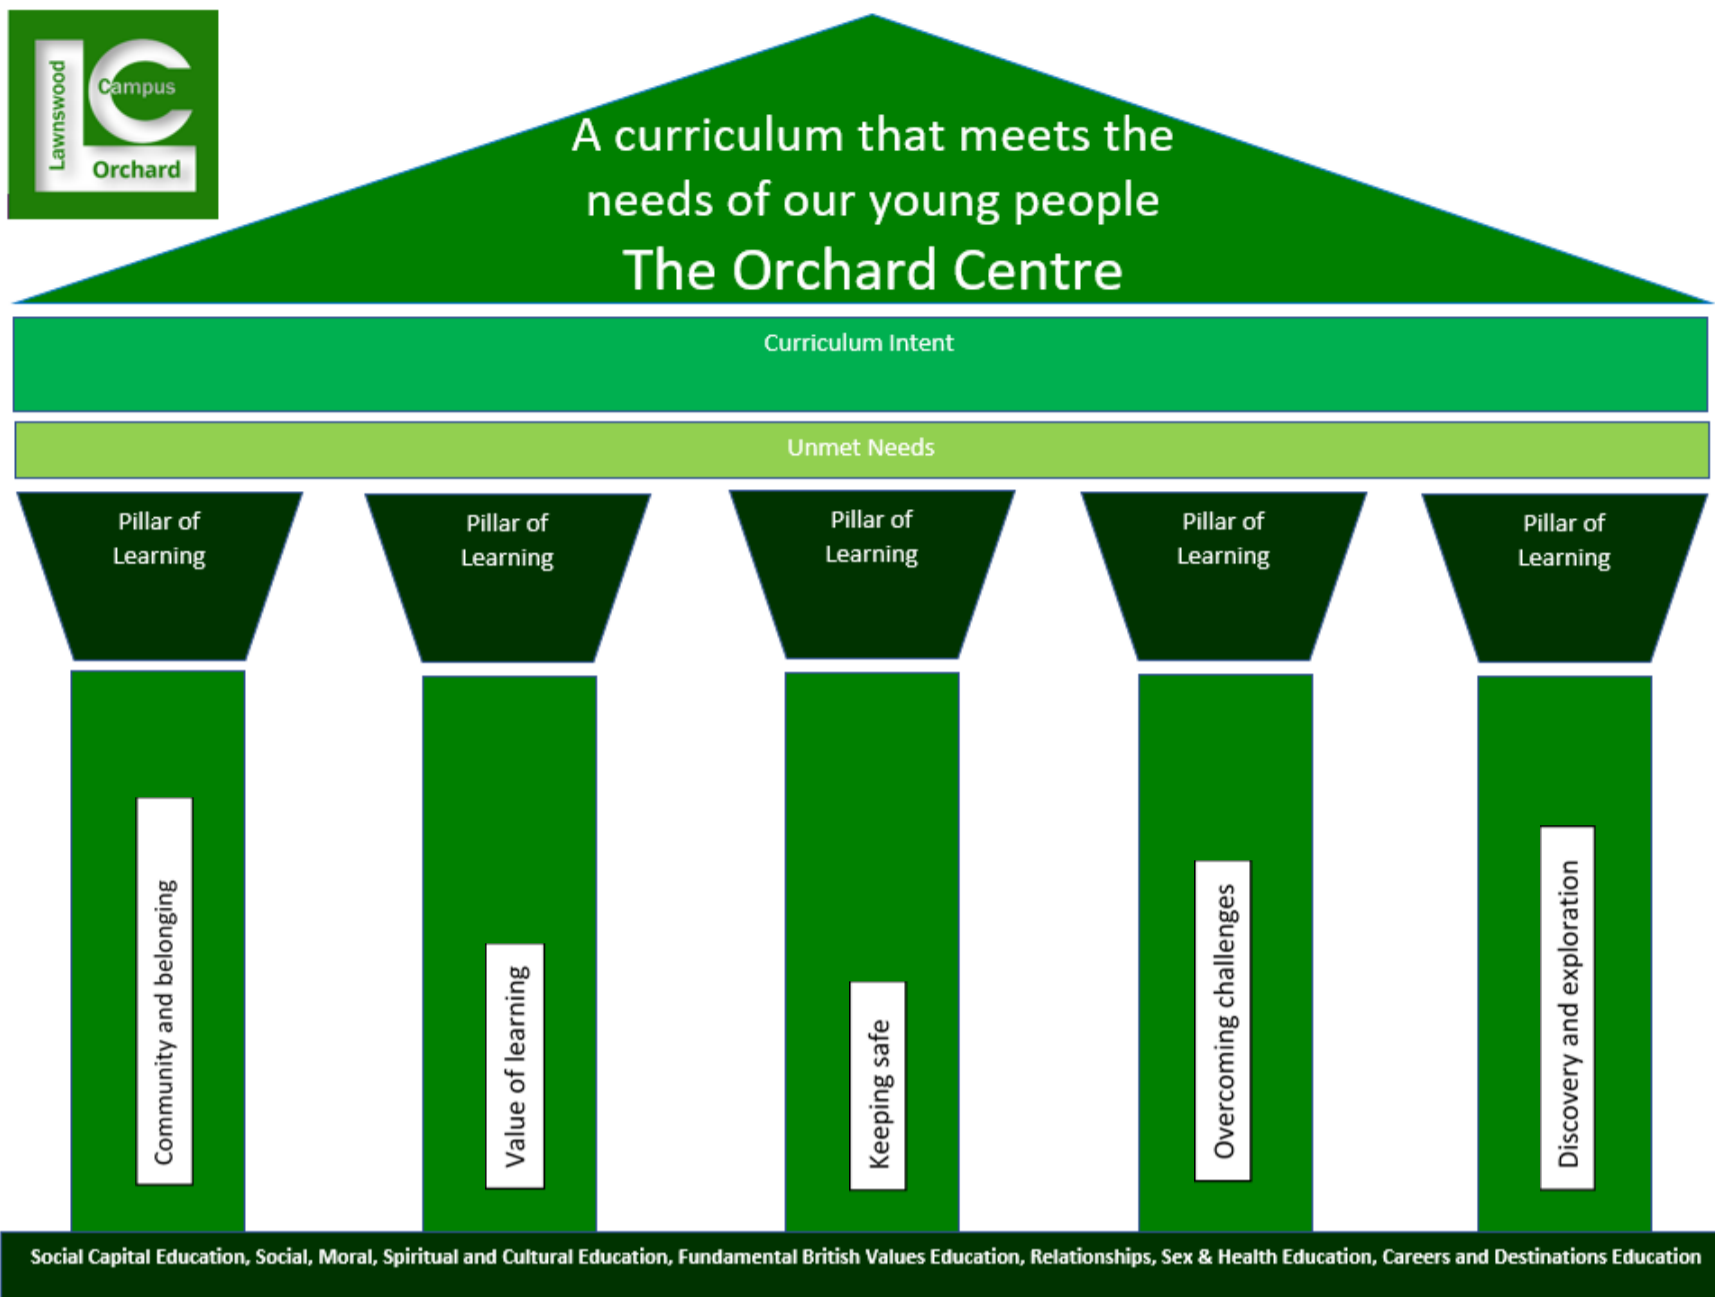 Lawnswood
Campus
Orchard
A curriculum that meets the
needs of our young people
The Orchard Centre
Curriculum Intent
Unmet Needs
Pillar of
Learning
Pillar of
Learning
Pillar of
Learning
Pillar of
Learning
Pillar of
Learning
Community and belonging
Value of learning
Keeping safe
Overcoming challenges
Discovery and exploration
Social Capital Education, Social, Moral, Spiritual and Cultural Education, Fundamental British Values Education, Relationships, Sex & Health Education, Careers and Destinations Education